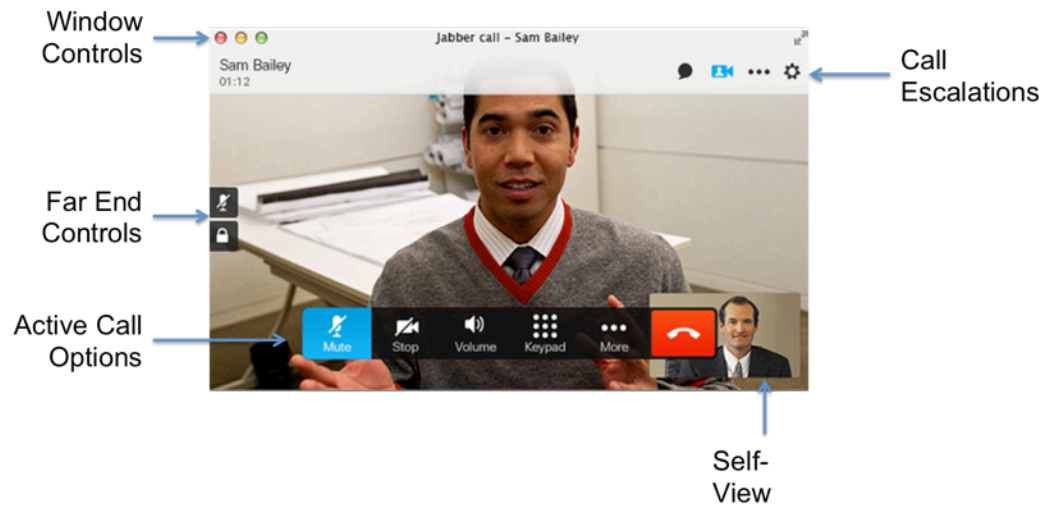 Window
Controls
Jabber call – Sam Bailey
Sam Bailey
01:12
Call
Escalations
Far End
Controls
Active Call
Options
Mute
Stop
Volume
Keypad
More
Self-
View